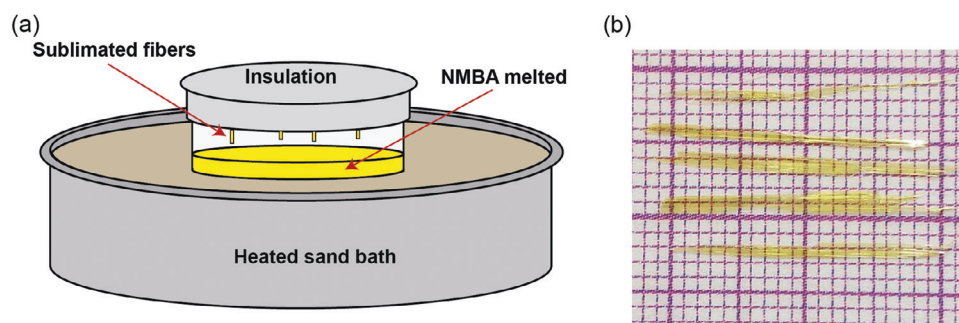 (a)
(b)
Sublimated fibers
Insulation
NMBA melted
Heated sand bath